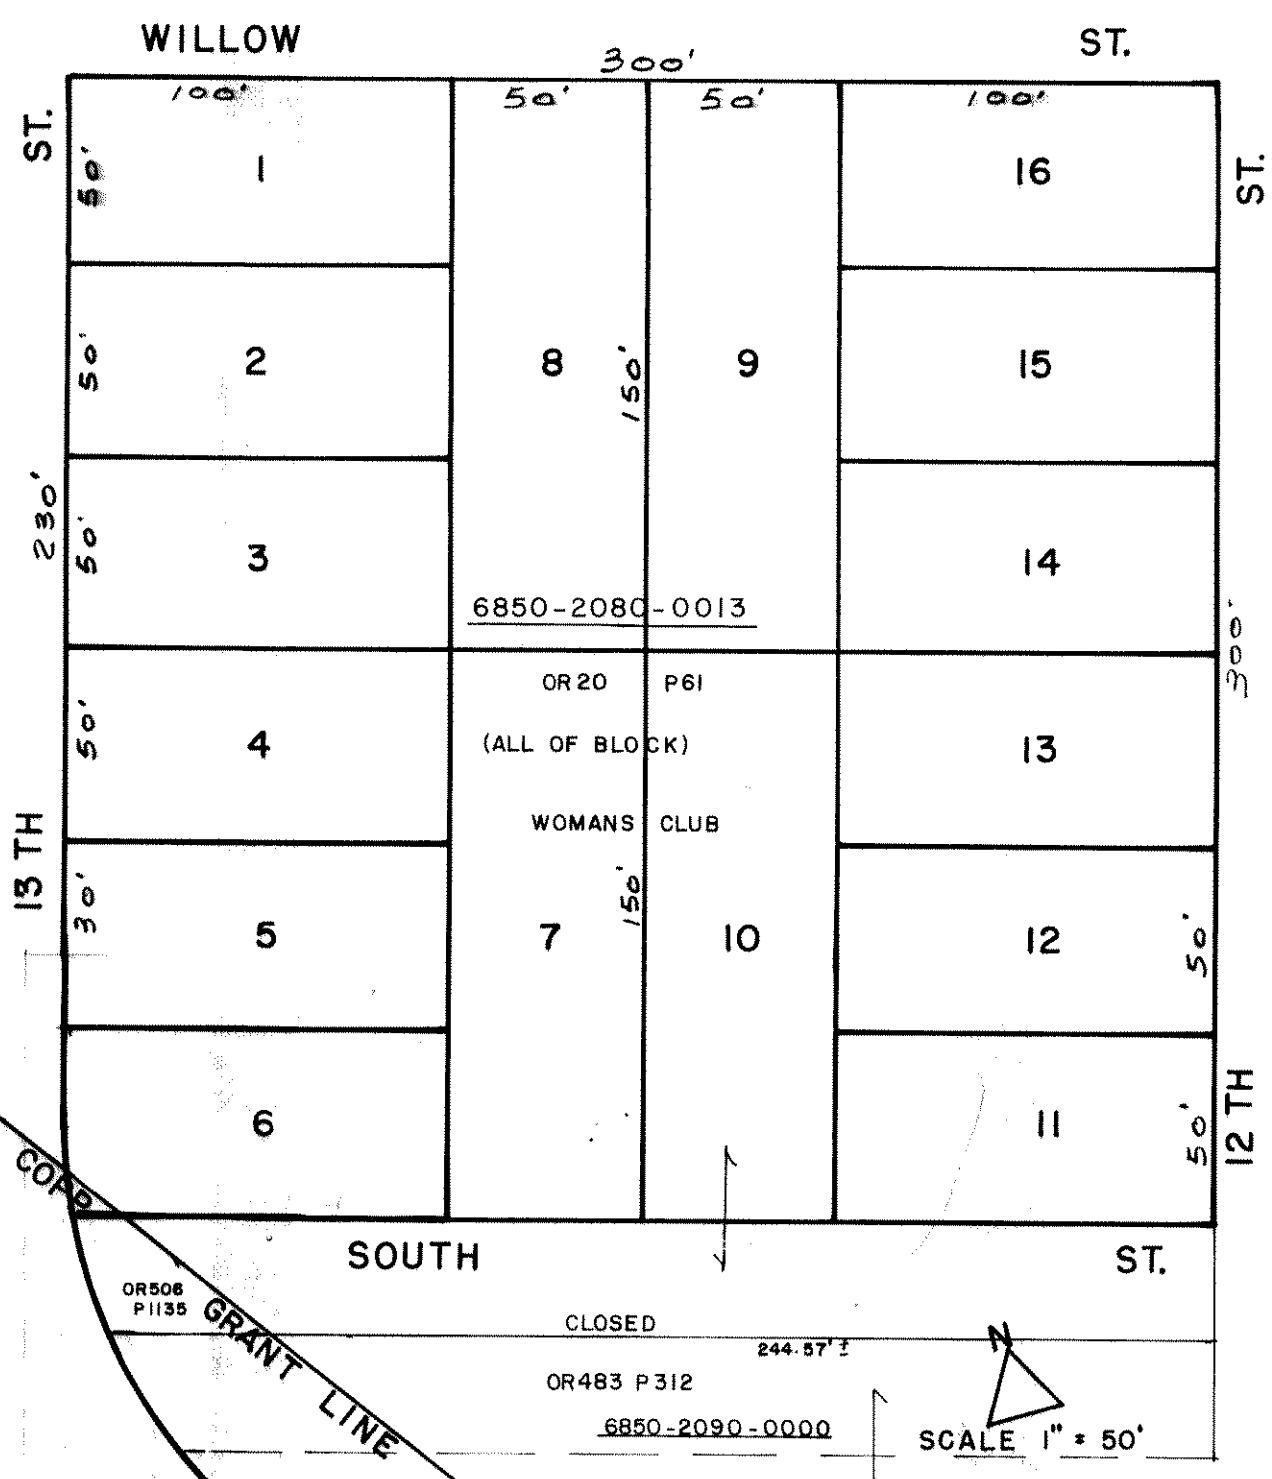 WILLOW ST.
300'
100' 50' 50' 100'
ST.
ST.
50' 1 16
50' 2 8 150' 9 15
230'
50' 3 14
6850-2080-0013
300'
OR20 P61
50' 4 (ALL OF BLOCK) 13
WOMANS CLUB
13 TH
30' 5 7 150' 10 12 50'
6 11 50'
12 TH
COPP GRANT LINE
SOUTH ST.
OR506
P1135
CLOSED
244.57' ±
N
OR483 P312
6850-2090-0000
SCALE 1" = 50'